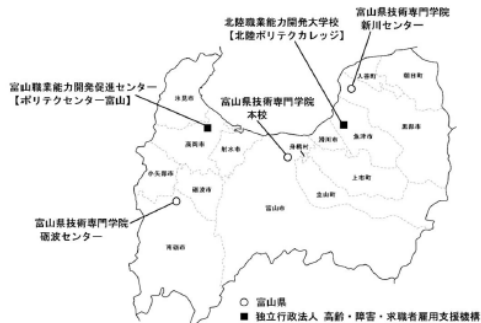 富山県技術専門学院
新川センター
北陸職業能力開発大学校
【北陸ポリテクカレッジ】
富山職業能力開発促進センター
【ポリテクセンター富山】
富山県技術専門学院
本校
入善町
朝日町
氷見市
黒部市
魚津市
滑川市
舟橋村
高岡市
射水市
上市町
小矢部市
砺波市
立山町
富山市
富山県技術専門学院
砺波センター
南砺市
○ 富山県
■ 独立行政法人 高齢・障害・求職者雇用支援機構